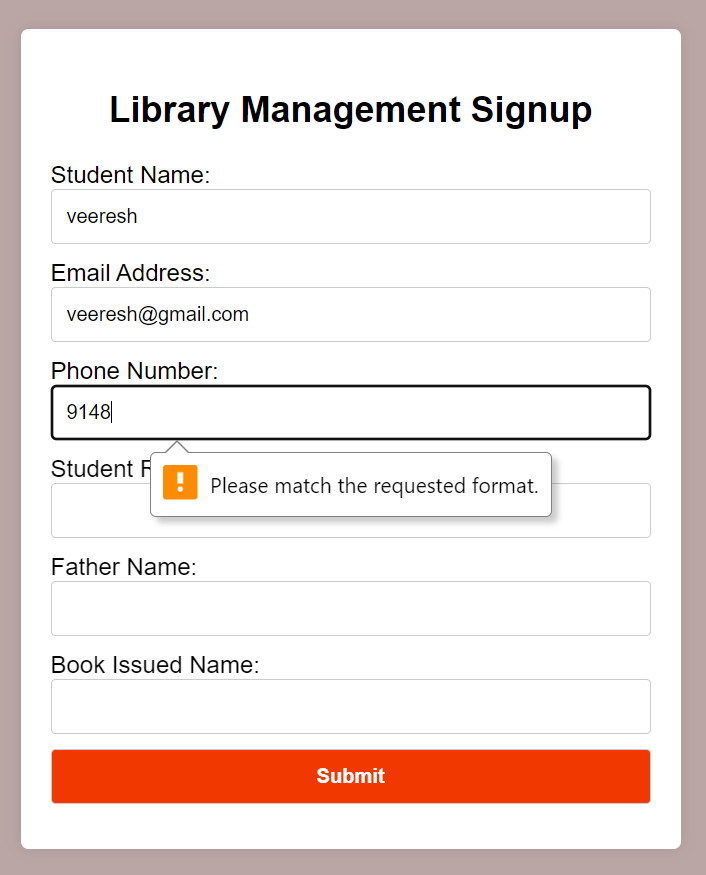 Library Management Signup
Student Name:
veeresh
Email Address:
veeresh@gmail.com
Phone Number:
9148
Please match the requested format.
Student
Father Name:
Book Issued Name:
Submit